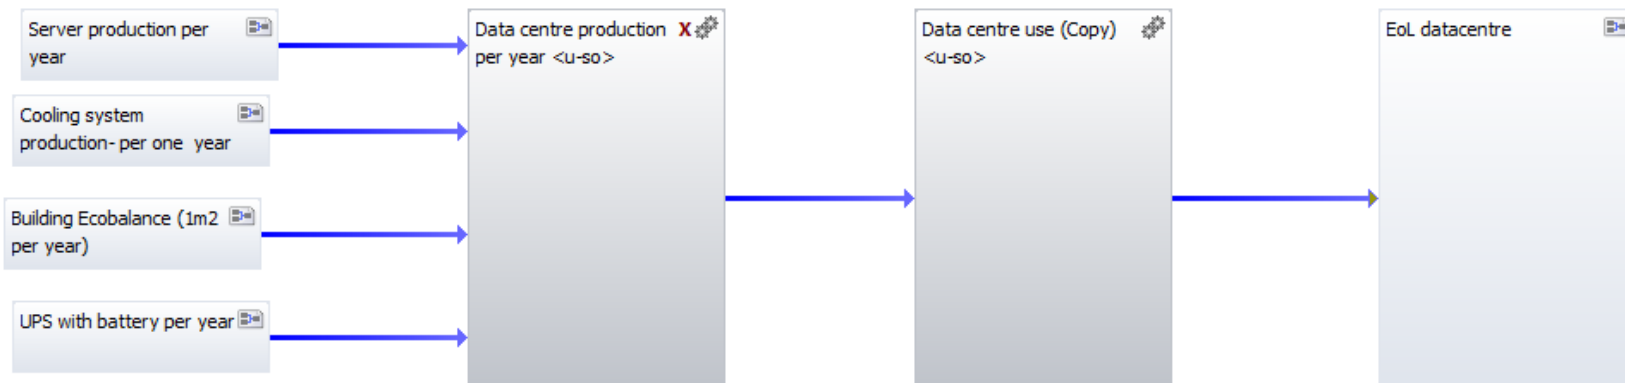 Server production per
year
Cooling system
production- per one  year
Building Ecobalance (1m2
per year)
UPS with battery per year
Data centre production X
per year <u-so>
Data centre use (Copy)
<u-so>
EoL datacentre